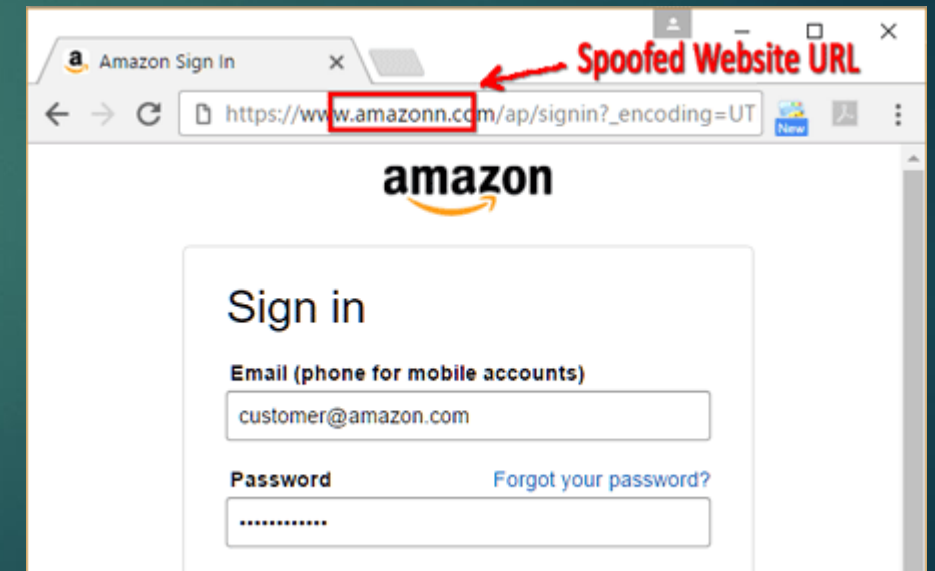 Amazon Sign In
Spoofed Website URL
https://www.amazonn.com/ap/signin?_encoding=UT
New
amazon
Sign in
Email (phone for mobile accounts)
customer@amazon.com
Password Forgot your password?
••••••••••••